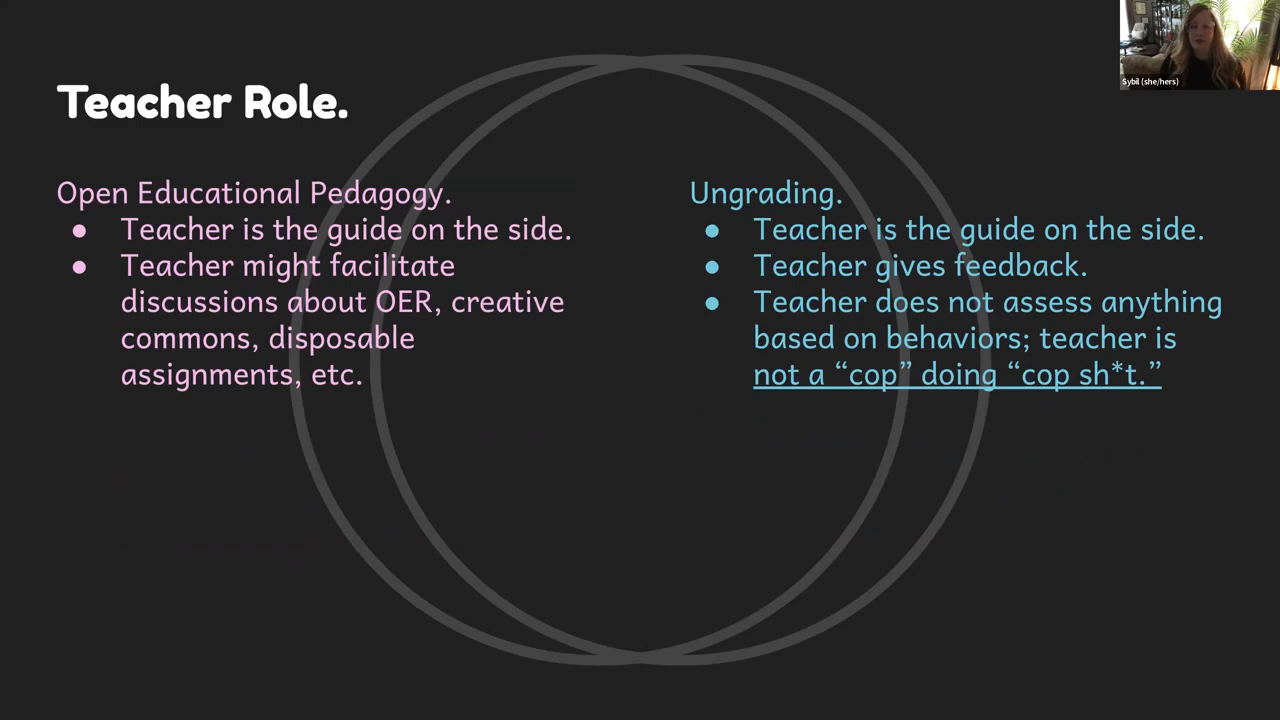 Sybil (she/hers)
Teacher Role.
Open Educational Pedagogy.
● Teacher is the guide on the side.
● Teacher might facilitate
discussions about OER, creative
commons, disposable
assignments, etc.
Ungrading.
● Teacher is the guide on the side.
● Teacher gives feedback.
● Teacher does not assess anything
based on behaviors; teacher is
not a “cop” doing “cop sh*t.”